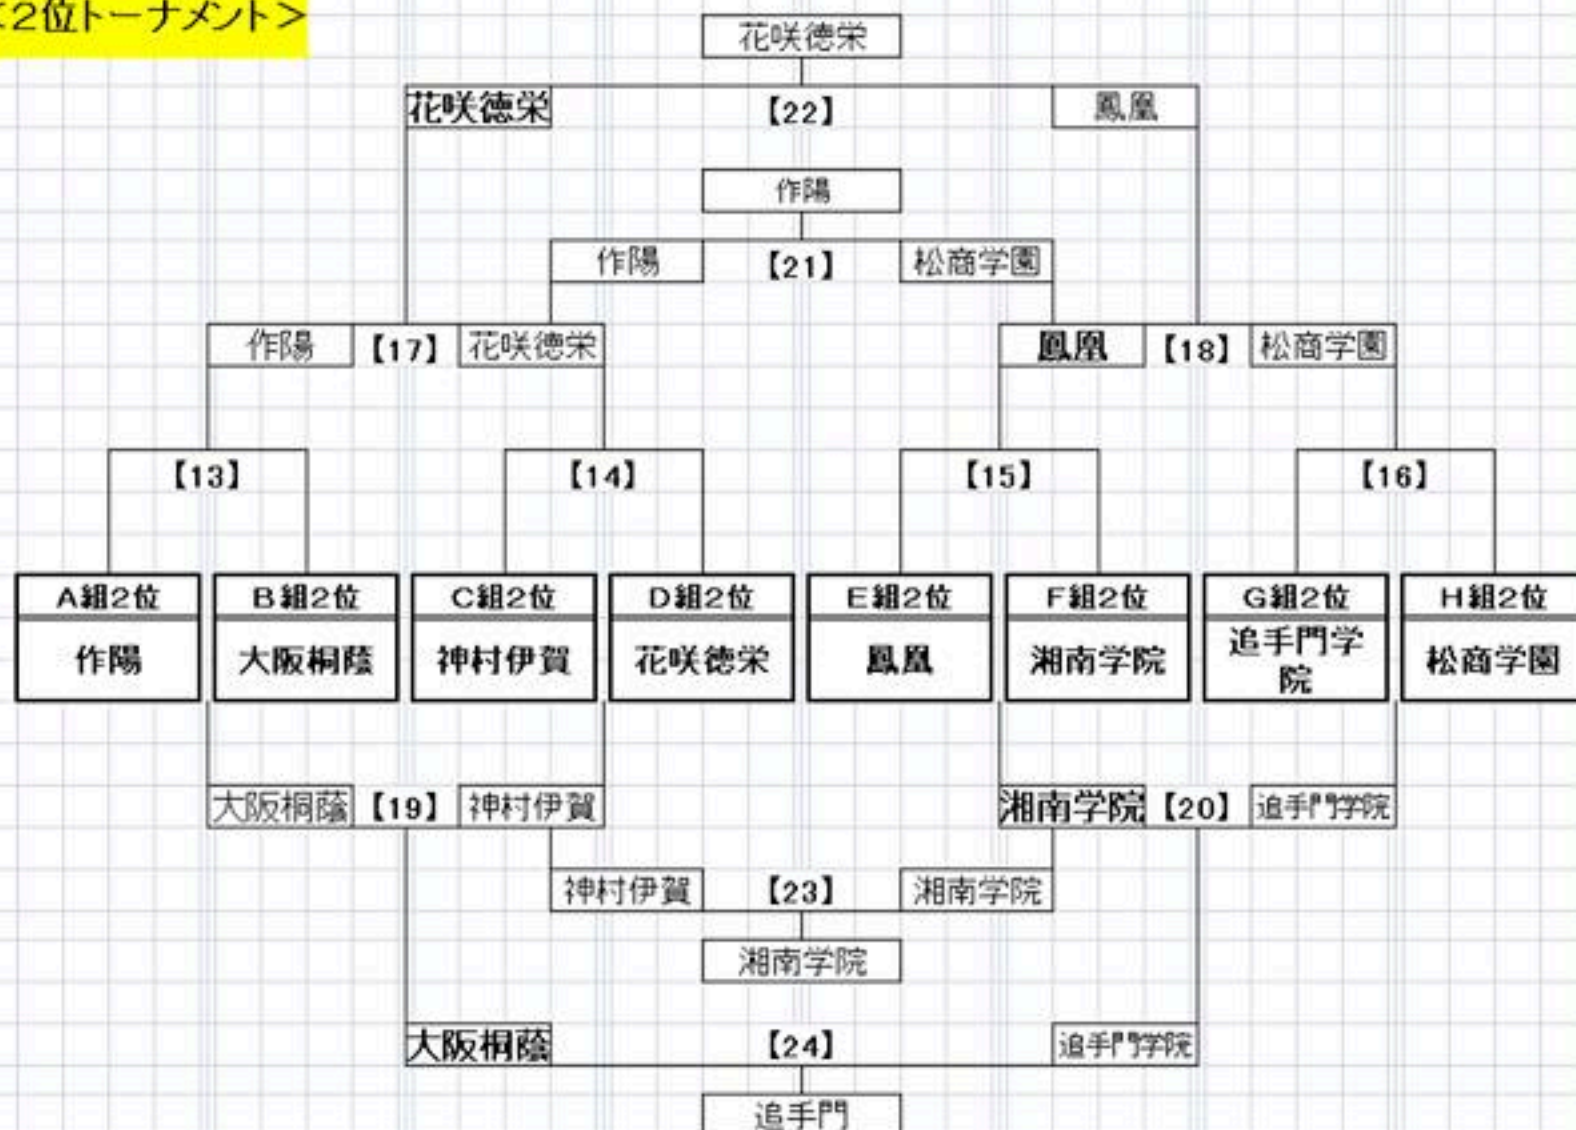 <2位トーナメント>
花咲徳栄
花咲徳栄 【22】 鳳凰
作陽
作陽 【21】 松商学園
作陽 【17】 花咲徳栄 鳳凰 【18】 松商学園
【13】 【14】 【15】 【16】
A組2位 B組2位 C組2位 D組2位 E組2位 F組2位 G組2位 H組2位
作陽 大阪桐蔭 神村伊賀 花咲徳栄 鳳凰 湘南学院 追手門学 松商学園
院
大阪桐蔭 【19】 神村伊賀 湘南学院 【20】 追手門学院
神村伊賀 【23】 湘南学院
湘南学院
大阪桐蔭 【24】 追手門学院
追手門